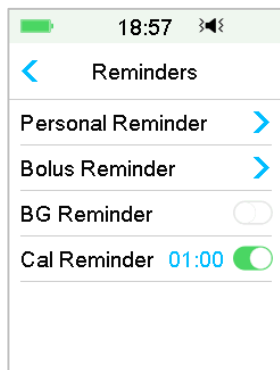 18:57
Reminders
Personal Reminder
Bolus Reminder
BG Reminder
Cal Reminder 01:00